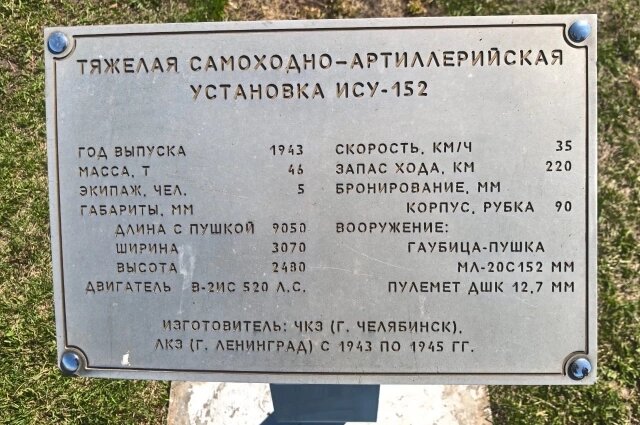 ТЯЖЕЛАЯ САМОХОДНО-АРТИЛЛЕРИЙСКАЯ
УСТАНОВКА ИСУ-152
ГОД ВЫПУСКА 1943
МАССА, Т 46
ЭКИПАЖ, ЧЕЛ. 5
ГАБАРИТЫ, ММ
ДЛИНА С ПУШКОЙ 9050
ШИРИНА 3070
ВЫСОТА 2480
ДВИГАТЕЛЬ В-2ИС 520 Л.С.
СКОРОСТЬ, КМ/Ч 35
ЗАПАС ХОДА, КМ 220
БРОНИРОВАНИЕ, ММ
КОРПУС, РУБКА 90
ВООРУЖЕНИЕ:
ГАУБИЦА-ПУШКА
МЛ-20С152 ММ
ПУЛЕМЕТ ДШК 12,7 ММ
ИЗГОТОВИТЕЛЬ: ЧКЗ (Г. ЧЕЛЯБИНСК),
ЛКЗ (Г. ЛЕНИНГРАД) С 1943 ПО 1945 ГГ.